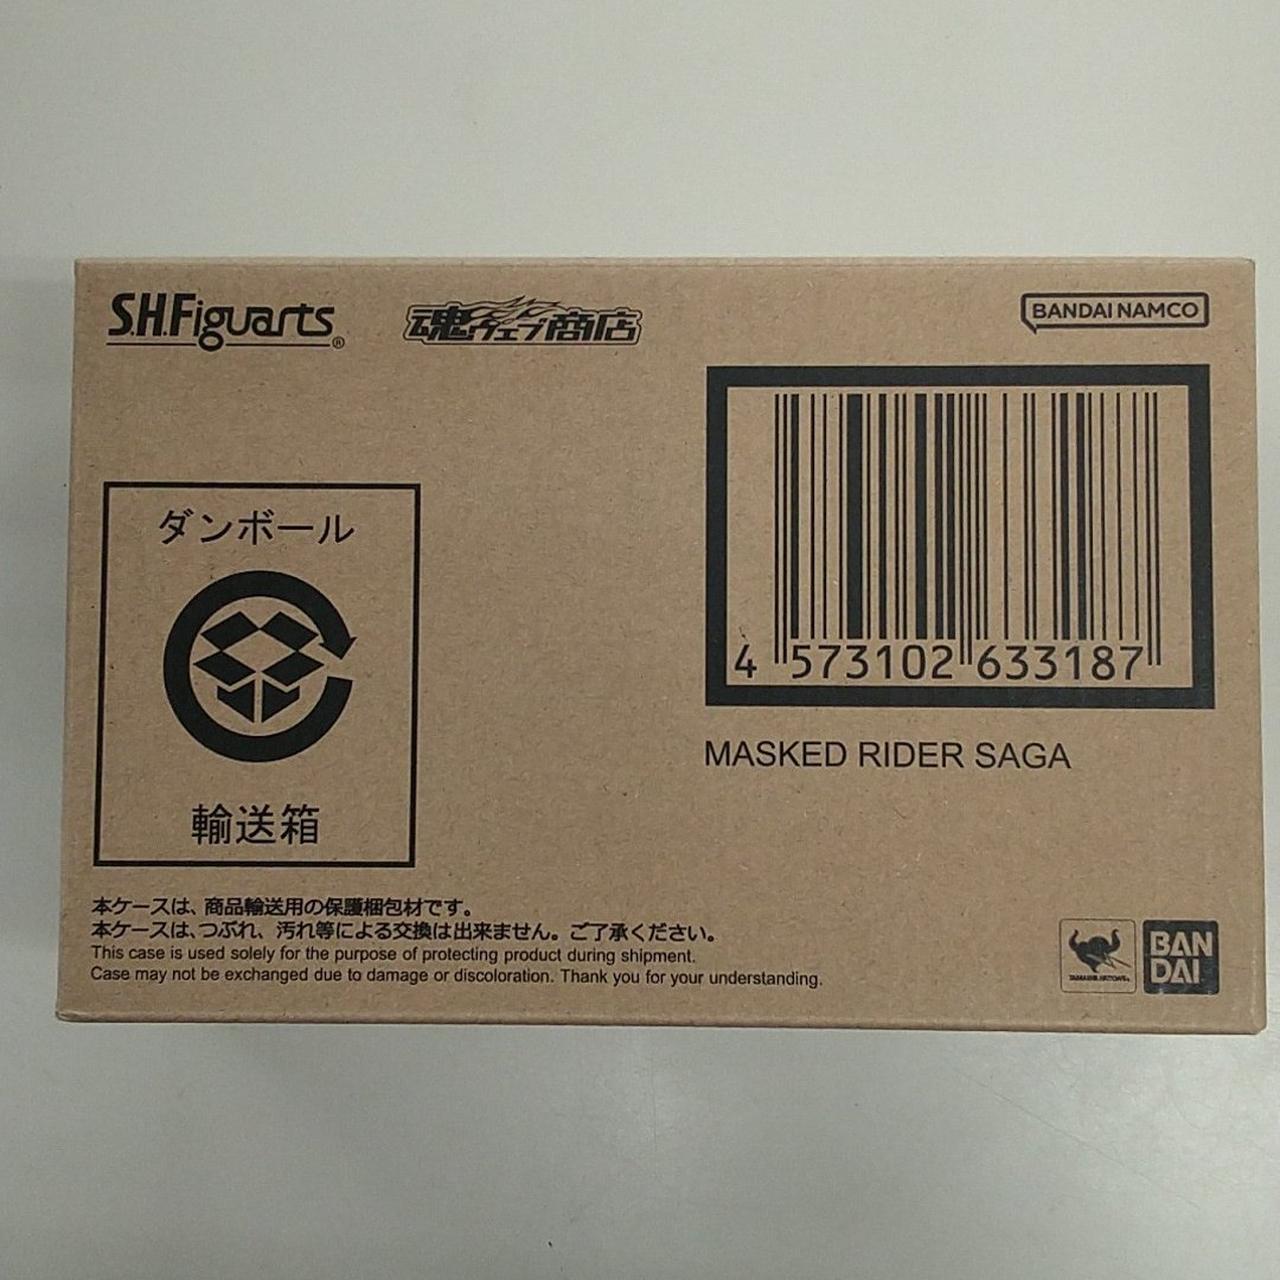 S.H.Figuarts®
魂ウェブ商店
BANDAI NAMCO
ダンボール
輸送箱
4 573102 633187
MASKED RIDER SAGA
本ケースは、商品輸送用の保護梱包材です。
本ケースは、つぶれ、汚れ等による交換は出来ません。ご了承ください。
This case is used solely for the purpose of protecting product during shipment.
Case may not be exchanged due to damage or discoloration. Thank you for your understanding.
TAMASHII NATIONS
BAN
DAI